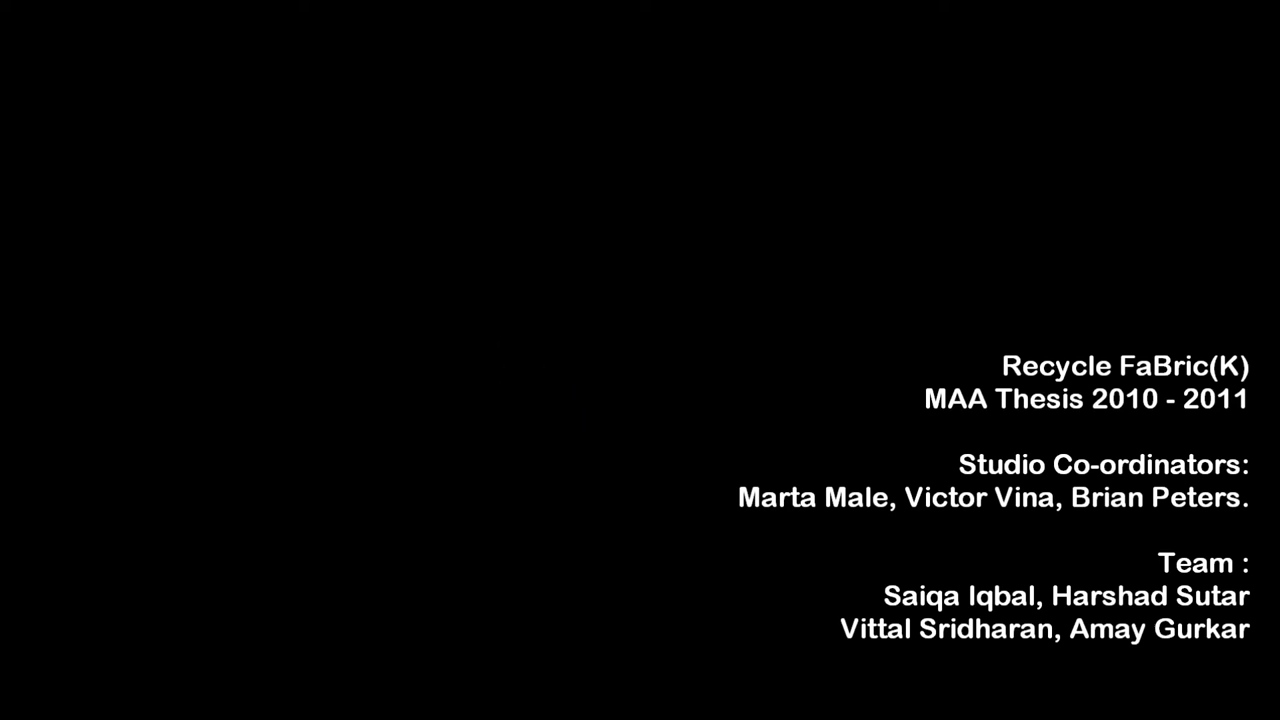 Recycle FaBric(K)
MAA Thesis 2010 - 2011
Studio Co-ordinators:
Marta Male, Victor Vina, Brian Peters.
Team :
Saiqa Iqbal, Harshad Sutar
Vittal Sridharan, Amay Gurkar